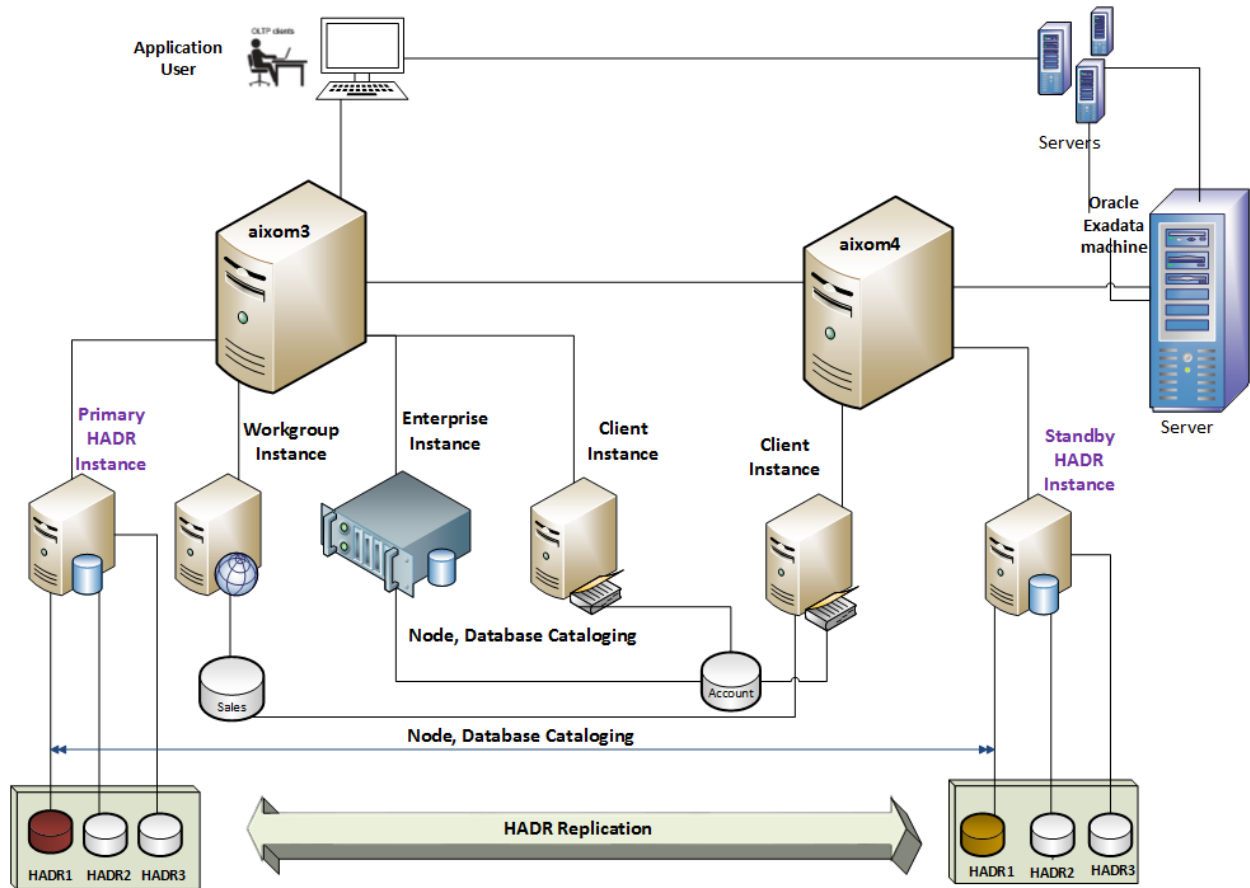 OLTP clients
Application
User
Servers
Oracle
Exadata
machine
Server
aixom3
aixom4
Primary
HADR
Instance
Workgroup
Instance
Enterprise
Instance
Client
Instance
Client
Instance
Standby
HADR
Instance
Node, Database Cataloging
Sales
Account
Node, Database Cataloging
HADR Replication
HADR1
HADR2
HADR3
HADR1
HADR2
HADR3